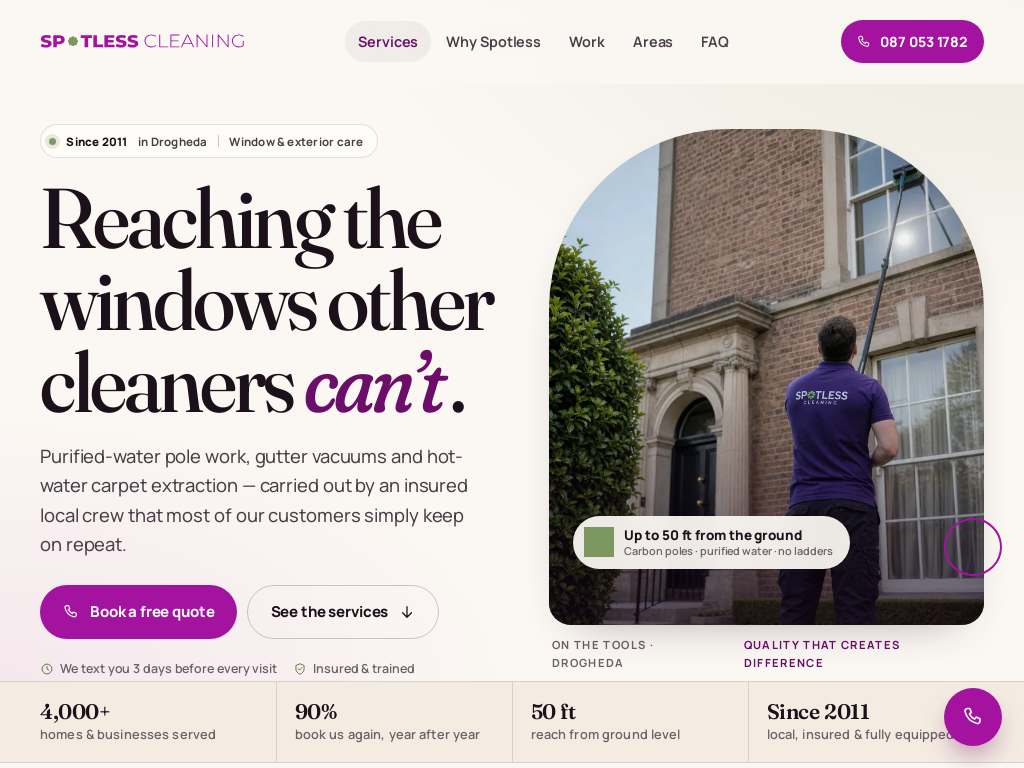 SPOTLESS CLEANING
Services
Why Spotless
Work
Areas
FAQ
087 053 1782
Since 2011 in Drogheda
Window & exterior care
Reaching the
windows other
cleaners can't.
Purified-water pole work, gutter vacuums and hot-
water carpet extraction — carried out by an insured
local crew that most of our customers simply keep
on repeat.
Book a free quote
See the services
We text you 3 days before every visit
Insured & trained
SPOTLESS
CLEANING
Up to 50 ft from the ground
Carbon poles · purified water · no ladders
ON THE TOOLS ·
DROGHEDA
QUALITY THAT CREATES
DIFFERENCE
4,000+
homes & businesses served
90%
book us again, year after year
50 ft
reach from ground level
Since 2011
local, insured & fully equipped